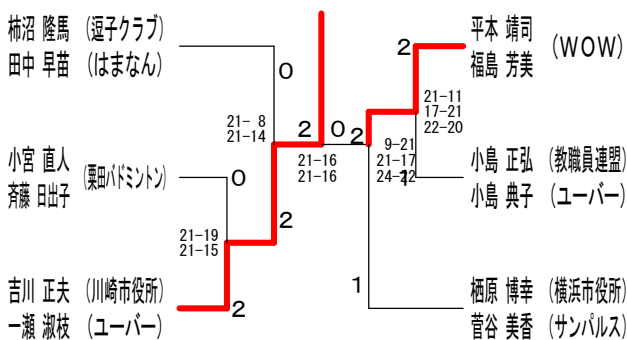 柿沼 隆馬 (逗子クラブ)
田中 早苗 (はまなん)
0
21- 8
21-14
小宮 直人
斉藤 日出子
(栗田バドミントン)
0
21-19
21-15
2
吉川 正夫 (川崎市役所)
一瀬 淑枝 (ユーバー)
2
2
0
21-16
21-16
平本 靖司
福島 芳美
(WOW)
2
21-11
17-21
22-20
2
9-21
21-17
24-22
1
小島 正弘 (教職員連盟)
小島 典子 (ユーバー)
1
栖原 博幸 (横浜市役所)
菅谷 美香 (サンパルス)